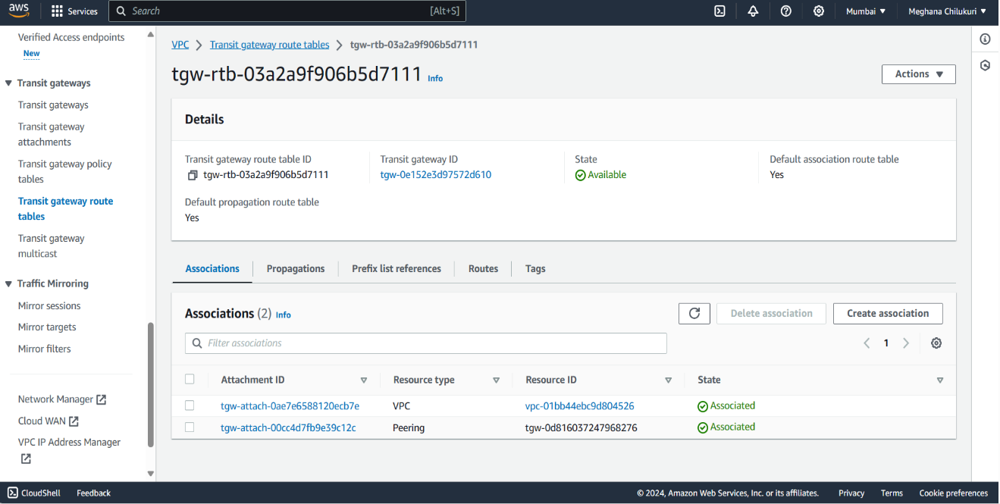 aws
Services
Search [Alt+S]
Mumbai
Meghana Chilukuri
Verified Access endpoints
New
Transit gateways
Transit gateways
Transit gateway
attachments
Transit gateway policy
tables
Transit gateway route
tables
Transit gateway
multicast
Traffic Mirroring
Mirror sessions
Mirror targets
Mirror filters
Network Manager
Cloud WAN
VPC IP Address Manager
VPC Transit gateway route tables tgw-rtb-03a2a9f906b5d7111
tgw-rtb-03a2a9f906b5d7111 Info
Actions
Details
Transit gateway route table ID
tgw-rtb-03a2a9f906b5d7111
Transit gateway ID
tgw-0e152e3d97572d610
State
Available
Default association route table
Yes
Default propagation route table
Yes
Associations Propagations Prefix list references Routes Tags
Associations (2) Info
Delete association Create association
Filter associations
1
Attachment ID Resource type Resource ID State
tgw-attach-0ae7e6588120ecb7e VPC vpc-01bb44ebc9d804526 Associated
tgw-attach-00cc4d7fb9e39c12c Peering tgw-0d816037247968276 Associated
CloudShell Feedback © 2024, Amazon Web Services, Inc. or its affiliates. Privacy Terms Cookie preferences